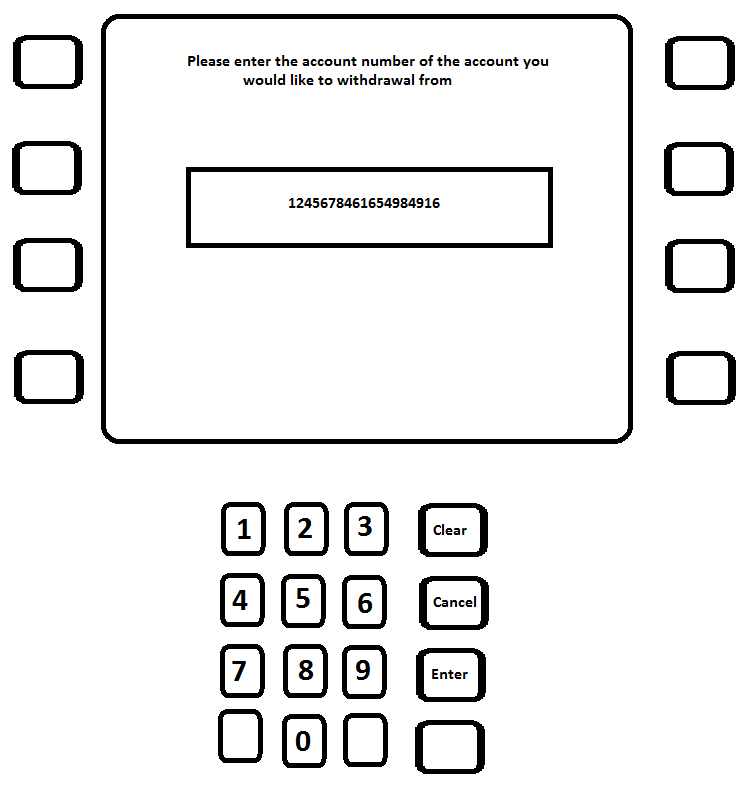 Please enter the account number of the account you
would like to withdrawal from
1245678461654984916
1 2 3 Clear
4 5 6 Cancel
7 8 9 Enter
0